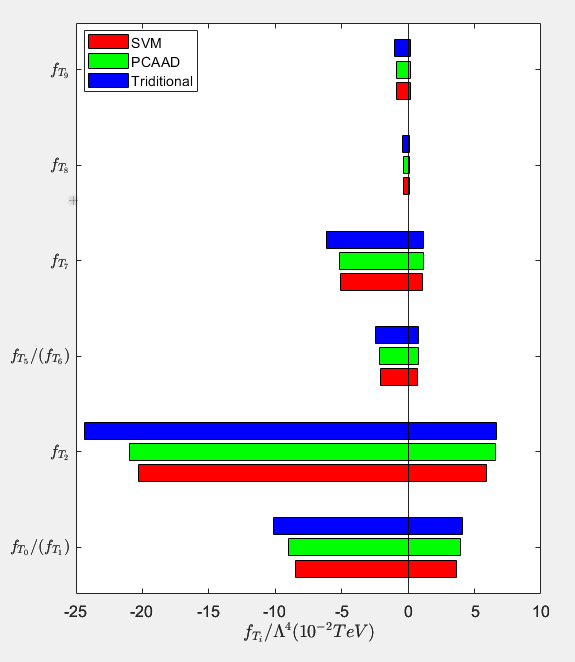 SVM
PCAAD
Triditional
f_{T_9}
f_{T_8}
f_{T_7}
f_{T_5}/(f_{T_6})
f_{T_2}
f_{T_0}/(f_{T_1})
-25 -20 -15 -10 -5 0 5 10
f_{T_i}/Λ^4(10^{-2}TeV)